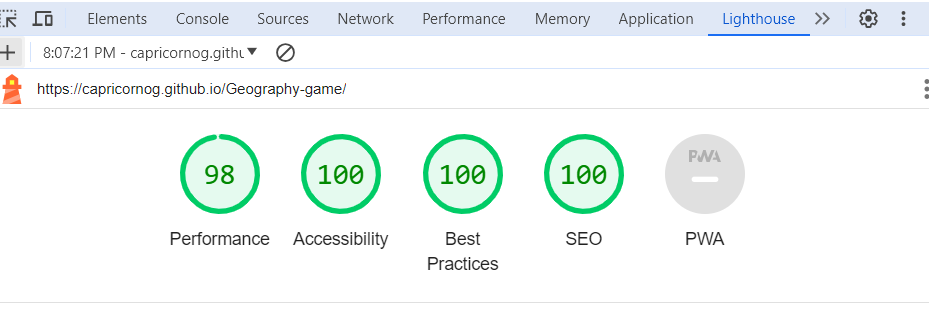 Elements Console Sources Network Performance Memory Application Lighthouse
8:07:21 PM - capricornog.githu
https://capricornog.github.io/Geography-game/
98 100 100 100 PWA
Performance Accessibility Best Practices SEO PWA